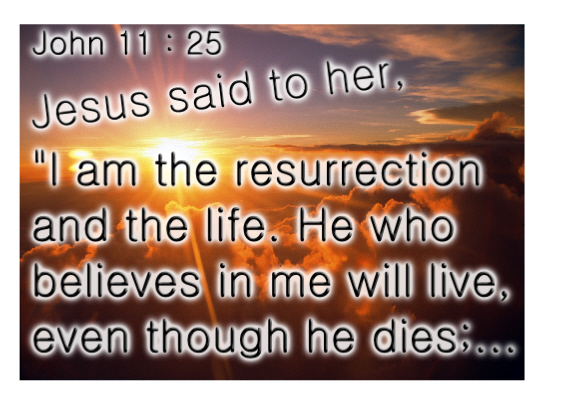 John 11 : 25
Jesus said to her,
"I am the resurrection
and the life. He who
believes in me will live,
even though he dies;...